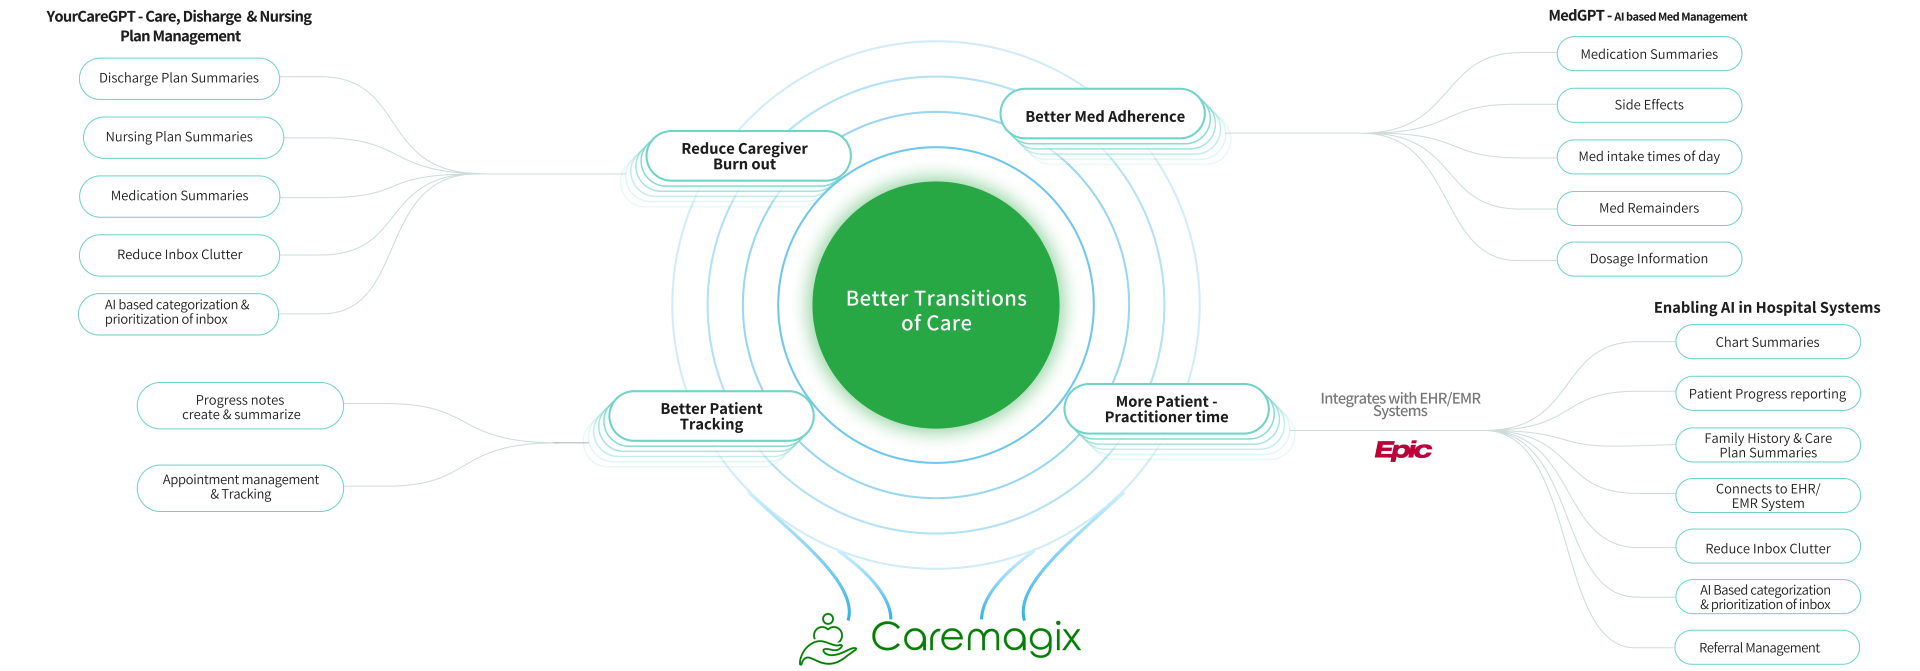 YourCareGPT - Care, Disharge & Nursing
Plan Management
Discharge Plan Summaries
Nursing Plan Summaries
Medication Summaries
Reduce Inbox Clutter
AI based categorization &
prioritization of inbox
Progress notes
create & summarize
Appointment management
& Tracking
Reduce Caregiver
Burn out
Better Patient
Tracking
Better Transitions
of Care
Better Med Adherence
More Patient -
Practitioner time
Caremagix
MedGPT - AI based Med Management
Medication Summaries
Side Effects
Med intake times of day
Med Remainders
Dosage Information
Integrates with EHR/EMR
Systems
Epic
Enabling AI in Hospital Systems
Chart Summaries
Patient Progress reporting
Family History & Care
Plan Summaries
Connects to EHR/
EMR System
Reduce Inbox Clutter
AI Based categorization
& prioritization of inbox
Referral Management